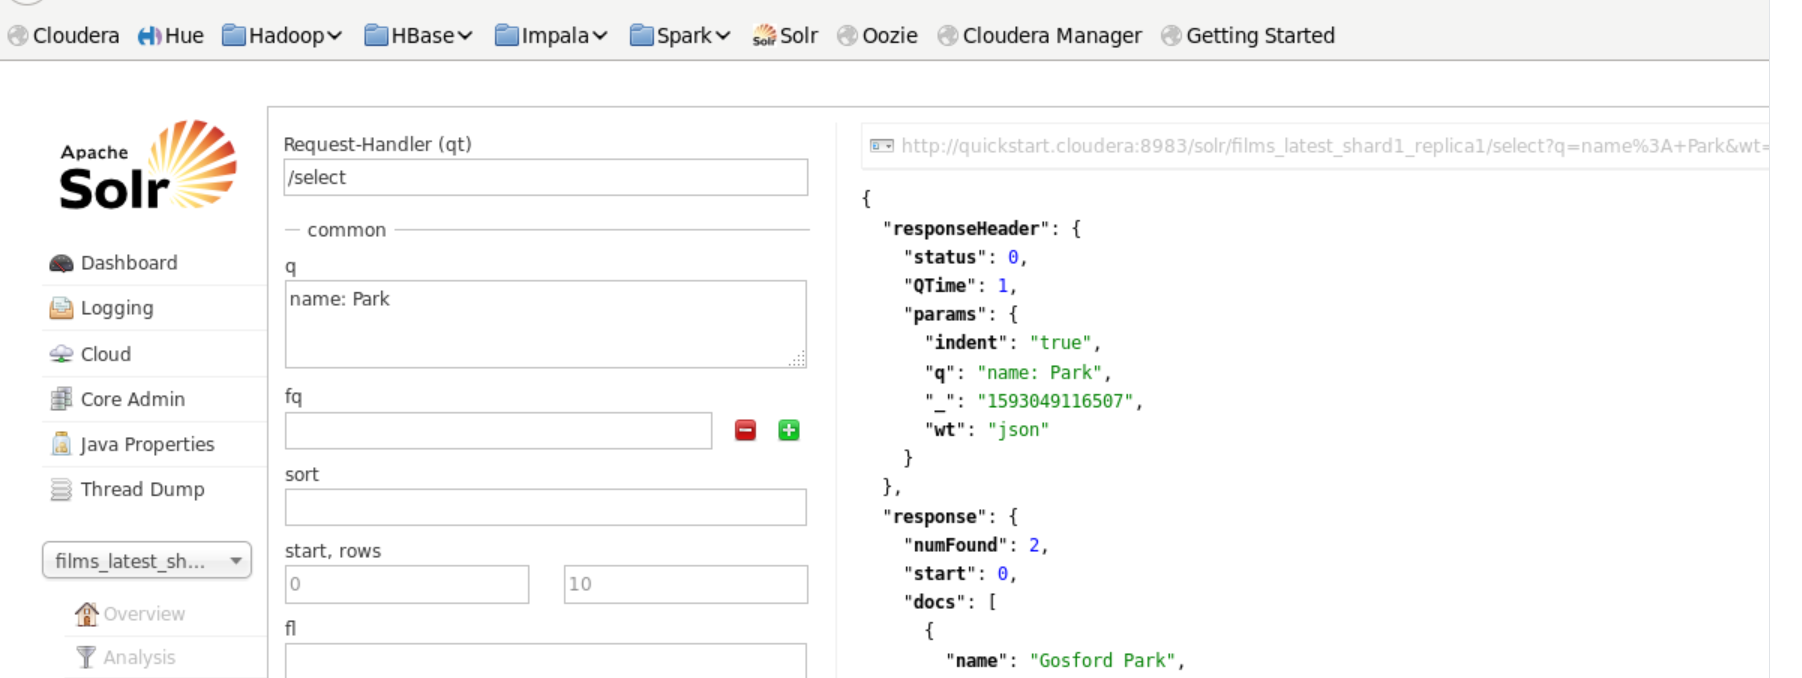 Cloudera Hue Hadoop HBase Impala Spark Solr Oozie Cloudera Manager Getting Started
Apache
Solr
Dashboard
Logging
Cloud
Core Admin
Java Properties
Thread Dump
films_latest_sh...
Overview
Analysis
Request-Handler (qt)
/select
common
q
name: Park
fq
sort
start, rows
0 10
fl
http://quickstart.cloudera:8983/solr/films_latest_shard1_replica1/select?q=name%3A+Park&wt=
{
"responseHeader": {
"status": 0,
"QTime": 1,
"params": {
"indent": "true",
"q": "name: Park",
"_": "1593049116507",
"wt": "json"
}
},
"response": {
"numFound": 2,
"start": 0,
"docs": [
{
"name": "Gosford Park",